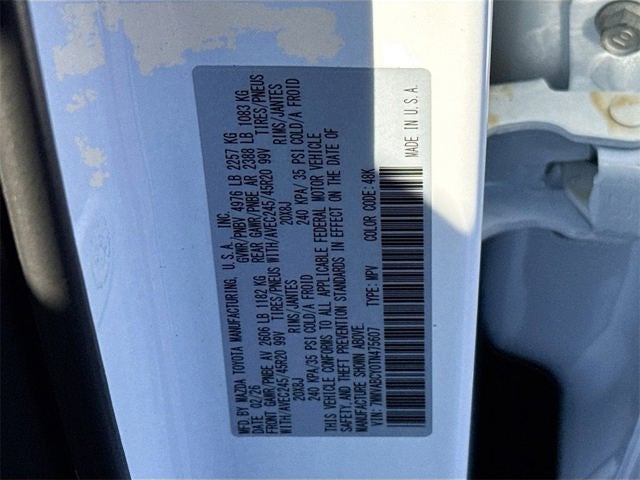 MFD.BY MAZDA TOYOTA MANUFACTURING, U.S.A., INC.
DATE 02/26 GWR/PNBV 4976 LB 2257 KG
FRONT GAWR/PNBE AV 2606 LB 1182 KG REAR GAWR/PNBE AR 2388 LB 1083 KG
WITH/AVEC245/45R20 99V TIRES/PNEUS WITH/AVEC245/45R20 99V TIRES/PNEUS
20X8J RIMS/JANTES 20X8J RIMS/JANTES
240 KPA/35 PSI COLD/A FROID 240 KPA/ 35 PSI COLD/A FROID
THIS VEHICLE CONFORMS TO ALL APPLICABLE FEDERAL MOTOR VEHICLE
SAFETY, AND THEFT PREVENTION STANDARDS IN EFFECT ON THE DATE OF
MANUFACTURE SHOWN ABOVE.
TYPE: MPV COLOR CODE: 48K
MADE IN U.S.A.
10